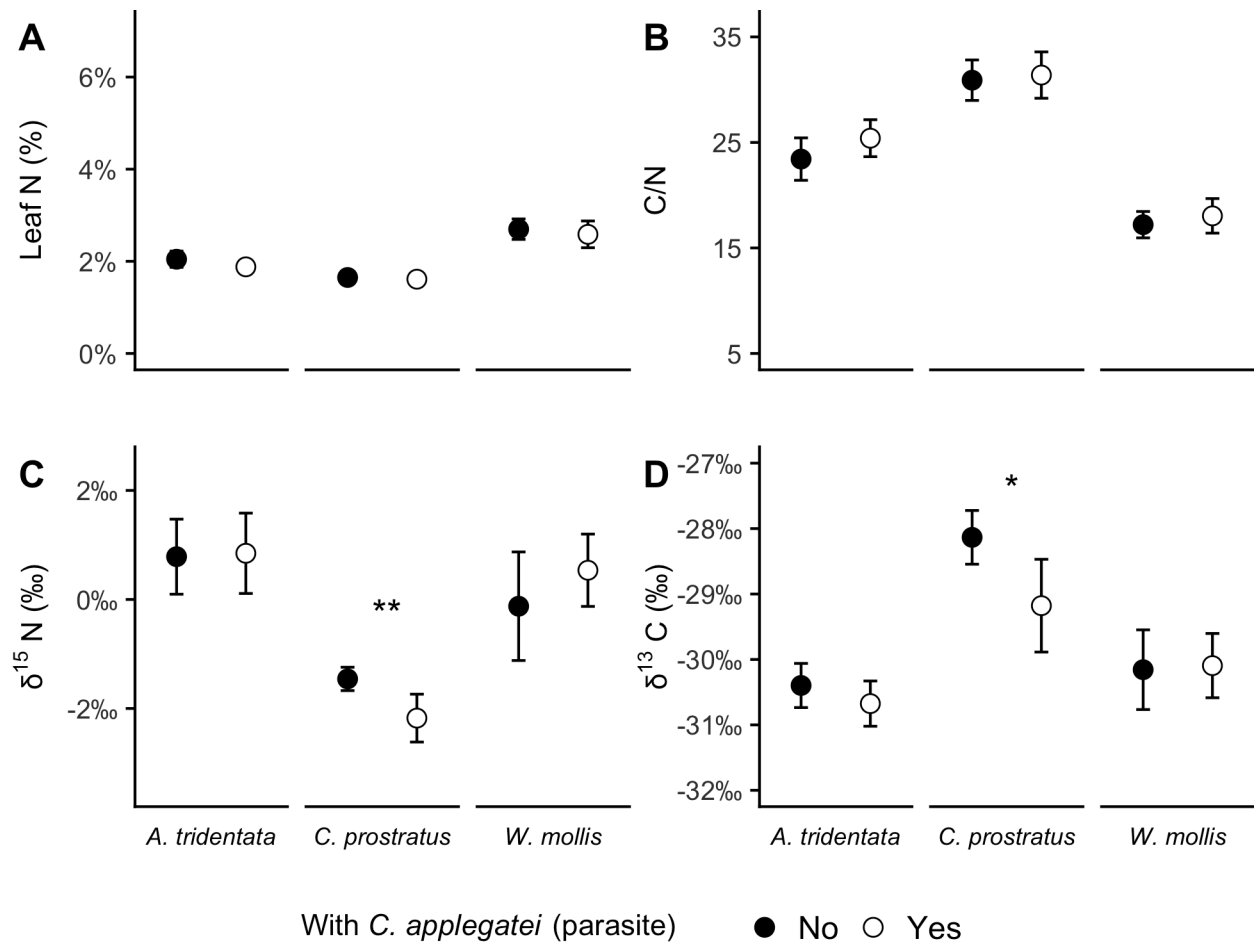 A
Leaf N (%)
6%
4%
2%
0%
B
C/N
35
25
15
5
C
δ15 N (‰)
2‰
0‰
-2‰
**
D
δ13 C (‰)
-27‰
-28‰
-29‰
-30‰
-31‰
-32‰
*
A. tridentata C. prostratus W. mollis
A. tridentata C. prostratus W. mollis
With C. applegatei (parasite) No Yes